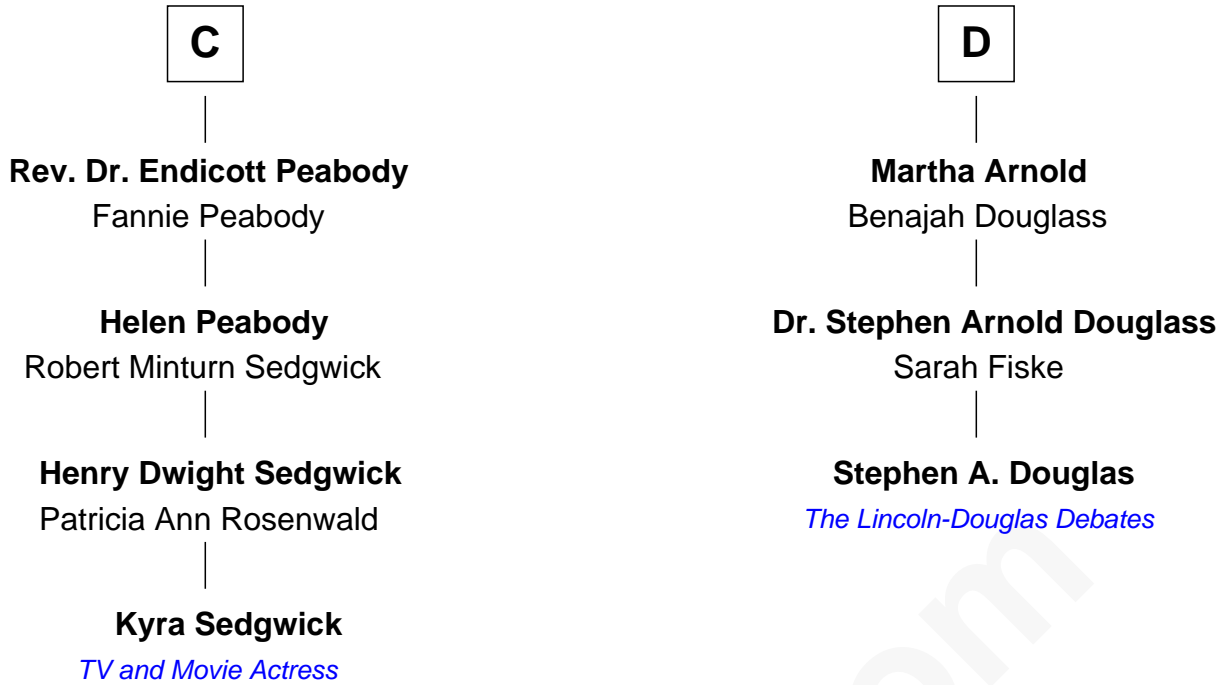 C
Rev. Dr. Endicott Peabody
Fannie Peabody
Helen Peabody
Robert Minturn Sedgwick
Henry Dwight Sedgwick
Patricia Ann Rosenwald
Kyra Sedgwick
TV and Movie Actress
D
Martha Arnold
Benajah Douglass
Dr. Stephen Arnold Douglass
Sarah Fiske
Stephen A. Douglas
The Lincoln-Douglas Debates